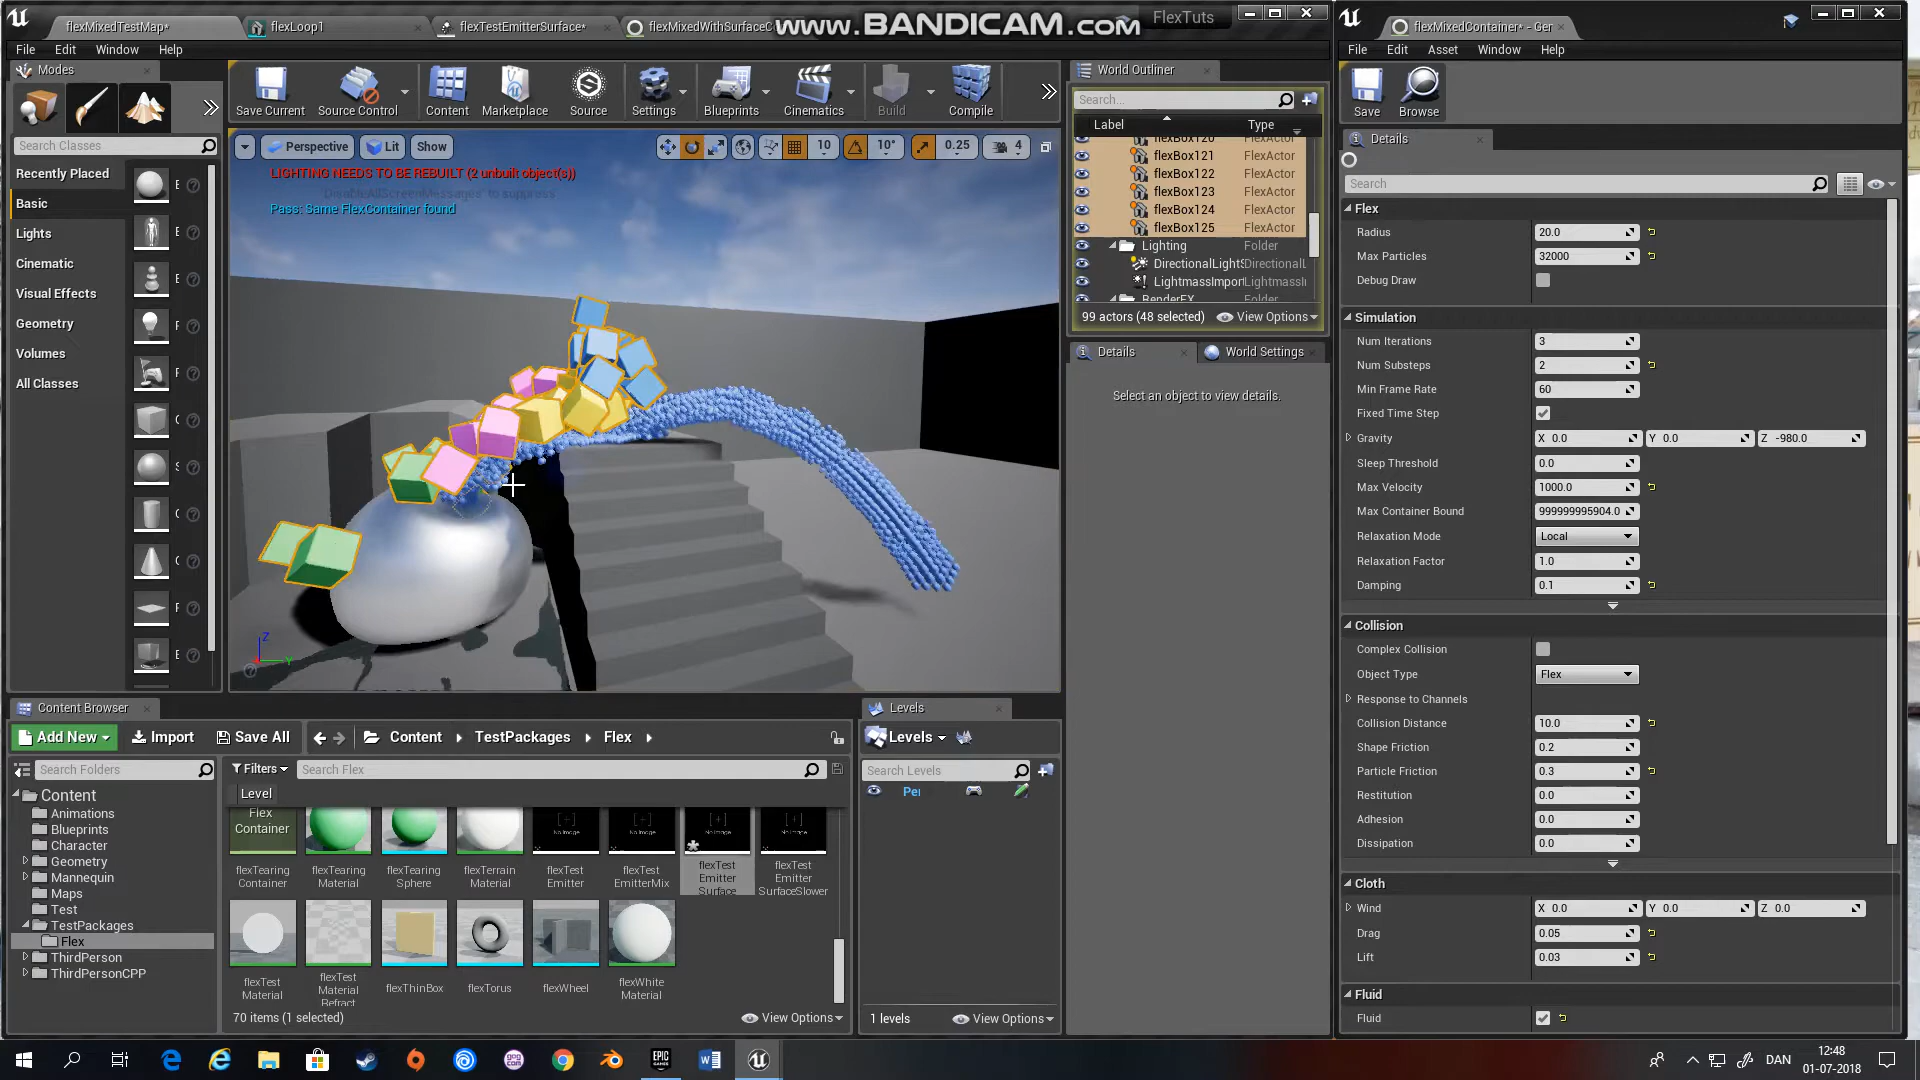 flexMixedTestMap*
flexLoop1
flexTestEmitterSurface*
flexMixedWithSurfaceC
www.BANDICAM.com
FlexTuts
File Edit Window Help
Modes
Search Classes
Recently Placed
Basic
Lights
Cinematic
Visual Effects
Geometry
Volumes
All Classes
Save Current
Source Control
Content
Marketplace
Source
Settings
Blueprints
Cinematics
Build
Compile
Perspective
Lit
Show
10
10°
0.25
4
LIGHTING NEEDS TO BE REBUILT (2 unbuilt object(s))
'DisableAllScreenMessages' to suppress
Pass: Same FlexContainer found
Z
Y
World Outliner
Search...
Label Type
flexBox120 FlexActor
flexBox121 FlexActor
flexBox122 FlexActor
flexBox123 FlexActor
flexBox124 FlexActor
flexBox125 FlexActor
Lighting Folder
DirectionalLightS DirectionalL
LightmassImpor LightmassI
RenderFX Folder
99 actors (48 selected)
View Options
Details
World Settings
Select an object to view details.
Content Browser
Add New
Import
Save All
Content
TestPackages
Flex
Search Folders
Filters
Search Flex
Level
Content
Animations
Blueprints
Character
Geometry
Mannequin
Maps
Test
TestPackages
Flex
ThirdPerson
ThirdPersonCPP
Flex
Container
flexTearing
Container
flexTearing
Material
flexTearing
Sphere
flexTerrain
Material
flexTest
Emitter
flexTest
EmitterMix
flexTest
Emitter
Surface
flexTest
Emitter
SurfaceSlower
flexTest
Material
flexTest
Material
Refract
flexThinBox
flexTorus
flexWheel
flexWhite
Material
70 items (1 selected)
View Options
Levels
Levels
Search Levels
Per
1 levels
View Options
flexMixedContainer* - Ger
File Edit Asset Window Help
Save
Browse
Details
Search
Flex
Radius 20.0
Max Particles 32000
Debug Draw
Simulation
Num Iterations 3
Num Substeps 2
Min Frame Rate 60
Fixed Time Step
Gravity X 0.0 Y 0.0 Z -980.0
Sleep Threshold 0.0
Max Velocity 1000.0
Max Container Bound 999999995904.0
Relaxation Mode Local
Relaxation Factor 1.0
Damping 0.1
Collision
Complex Collision
Object Type Flex
Response to Channels
Collision Distance 10.0
Shape Friction 0.2
Particle Friction 0.3
Restitution 0.0
Adhesion 0.0
Dissipation 0.0
Cloth
Wind X 0.0 Y 0.0 Z 0.0
Drag 0.05
Lift 0.03
Fluid
Fluid
DAN
12:48
01-07-2018